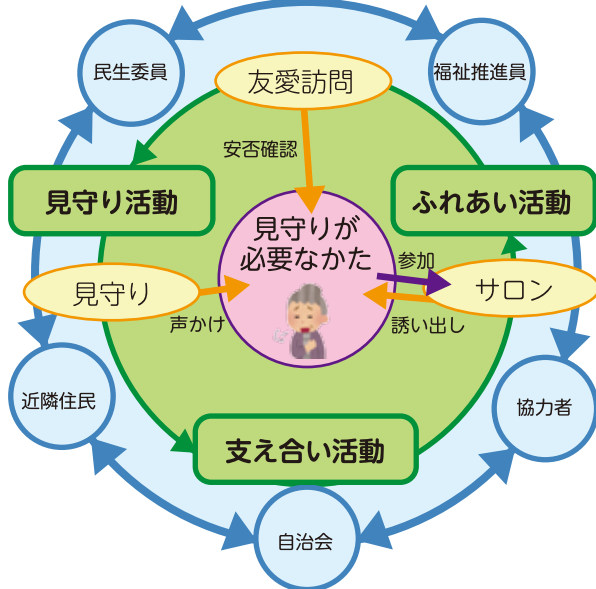 民生委員
福祉推進員
友愛訪問
安否確認
見守り活動
ふれあい活動
見守りが
必要なかた
参加
見守り
サロン
声かけ
誘い出し
近隣住民
協力者
支え合い活動
自治会